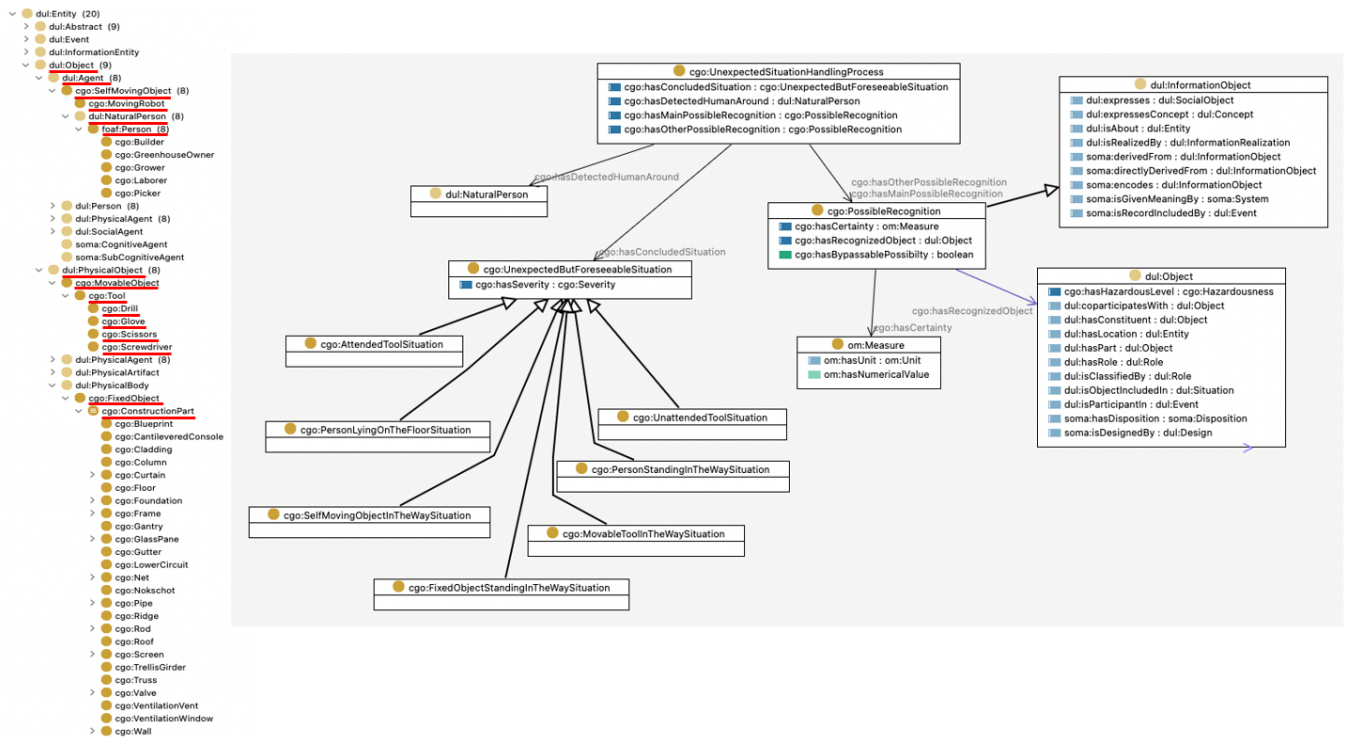 dul:Entity (20)
dul:Abstract (9)
dul:Event
dul:InformationEntity
dul:Object (9)
dul:Agent (8)
cgo:SelfMovingObject (8)
cgo:MovingRobot
dul:NaturalPerson (8)
foaf:Person (8)
cgo:Builder
cgo:GreenhouseOwner
cgo:Grower
cgo:Laborer
cgo:Picker
dul:Person (8)
dul:PhysicalAgent (8)
dul:SocialAgent
soma:CognitiveAgent
soma:SubCognitiveAgent
dul:PhysicalObject (8)
cgo:MovableObject
cgo:Tool
cgo:Drill
cgo:Glove
cgo:Scissors
cgo:Screwdriver
dul:PhysicalAgent (8)
dul:PhysicalArtifact
dul:PhysicalBody
cgo:FixedObject
cgo:ConstructionPart
cgo:Blueprint
cgo:CantileveredConsole
cgo:Cladding
cgo:Column
cgo:Curtain
cgo:Floor
cgo:Foundation
cgo:Frame
cgo:Gantry
cgo:GlassPane
cgo:Gutter
cgo:LowerCircuit
cgo:Net
cgo:Nokschot
cgo:Pipe
cgo:Ridge
cgo:Rod
cgo:Roof
cgo:Screen
cgo:TrellisGirder
cgo:Truss
cgo:Valve
cgo:VentilationVent
cgo:VentilationWindow
cgo:Wall
cgo:UnexpectedSituationHandlingProcess
cgo:hasConcludedSituation : cgo:UnexpectedButForeseeableSituation
cgo:hasDetectedHumanAround : dul:NaturalPerson
cgo:hasMainPossibleRecognition : cgo:PossibleRecognition
cgo:hasOtherPossibleRecognition : cgo:PossibleRecognition
dul:InformationObject
dul:expresses : dul:SocialObject
dul:expressesConcept : dul:Concept
dul:isAbout : dul:Entity
dul:isRealizedBy : dul:InformationRealization
soma:derivedFrom : dul:InformationObject
soma:directlyDerivedFrom : dul:InformationObject
soma:encodes : dul:InformationObject
soma:isGivenMeaningBy : soma:System
soma:isRecordIncludedBy : dul:Event
cgo:hasDetectedHumanAround
dul:NaturalPerson
cgo:hasOtherPossibleRecognition
cgo:hasMainPossibleRecognition
cgo:PossibleRecognition
cgo:hasCertainty : om:Measure
cgo:hasRecognizedObject : dul:Object
cgo:hasBypassablePossibilty : boolean
cgo:hasConcludedSituation
cgo:UnexpectedButForeseeableSituation
cgo:hasSeverity : cgo:Severity
dul:Object
cgo:hasHazardousLevel : cgo:Hazardousness
dul:coparticipatesWith : dul:Object
dul:hasConstituent : dul:Object
dul:hasLocation : dul:Entity
dul:hasPart : dul:Object
dul:hasRole : dul:Role
dul:isClassifiedBy : dul:Role
dul:isObjectIncludedIn : dul:Situation
dul:isParticipantIn : dul:Event
soma:hasDisposition : soma:Disposition
soma:isDesignedBy : dul:Design
cgo:hasRecognizedObject
cgo:hasCertainty
om:Measure
om:hasUnit : om:Unit
om:hasNumericalValue
cgo:AttendedToolSituation
cgo:UnattendedToolSituation
cgo:PersonLyingOnTheFloorSituation
cgo:PersonStandingInTheWaySituation
cgo:SelfMovingObjectInTheWaySituation
cgo:MovableToolInTheWaySituation
cgo:FixedObjectStandingInTheWaySituation